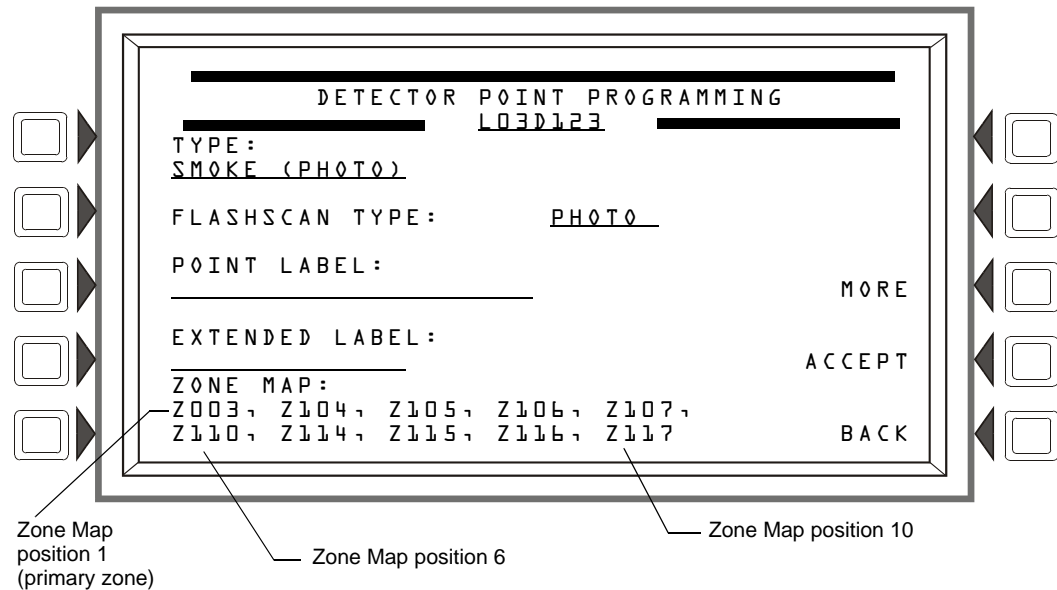 DETECTOR POINT PROGRAMMING
L03D123
TYPE:
SMOKE (PHOTO)
FLASHSCAN TYPE: PHOTO
POINT LABEL:
MORE
EXTENDED LABEL:
ACCEPT
ZONE MAP:
Z003, Z104, Z105, Z106, Z107,
Z110, Z114, Z115, Z116, Z117 BACK
Zone Map
position 1
(primary zone)
Zone Map position 6
Zone Map position 10